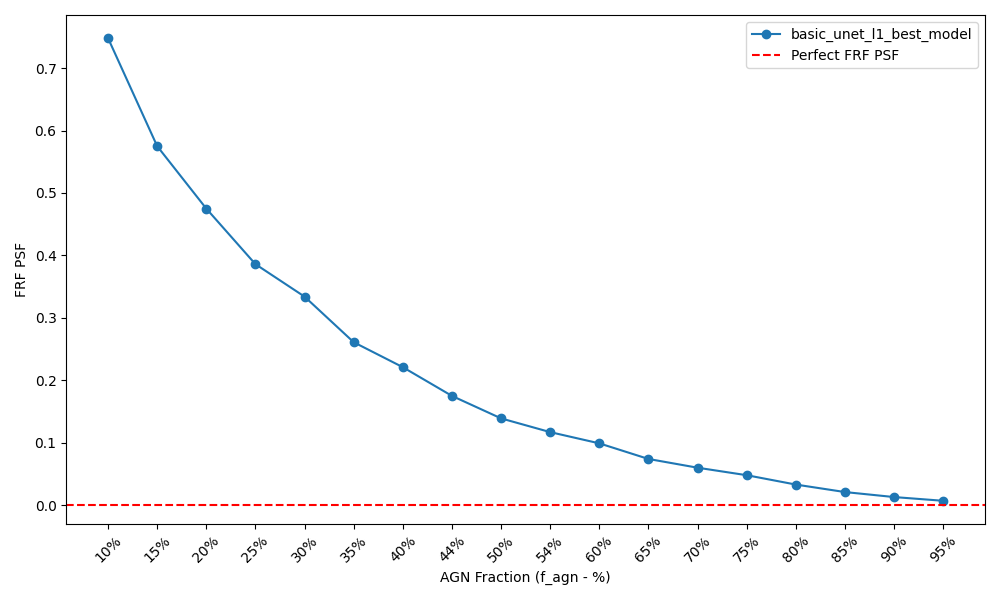 basic_unet_l1_best_model
Perfect FRF PSF
FRF PSF
0.7
0.6
0.5
0.4
0.3
0.2
0.1
0.0
10% 15% 20% 25% 30% 35% 40% 44% 50% 54% 60% 65% 70% 75% 80% 85% 90% 95%
AGN Fraction (f_agn - %)